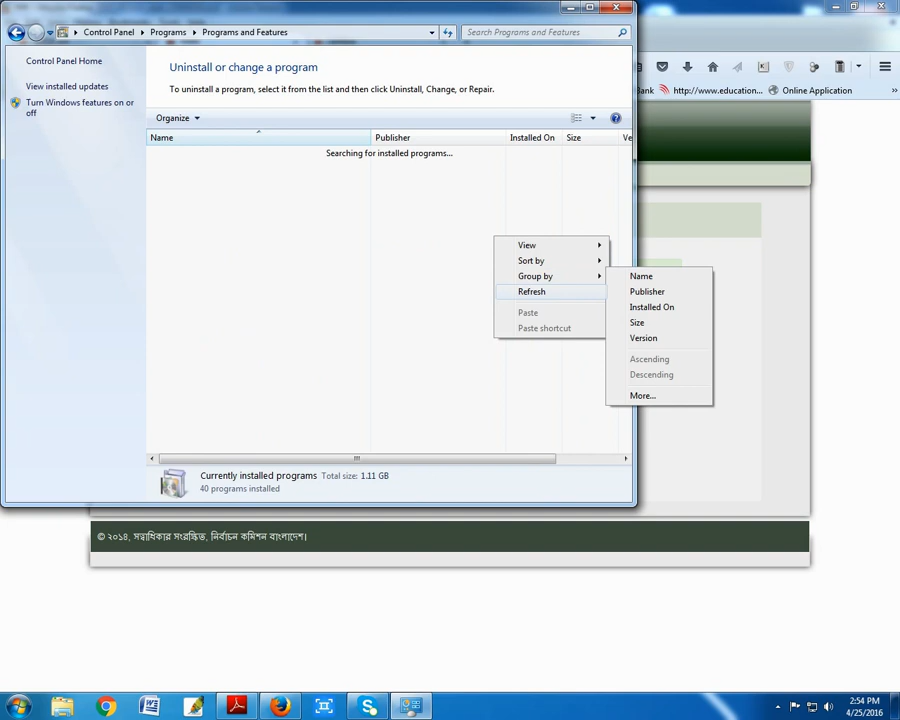 Control Panel
Programs
Programs and Features
Search Programs and Features
Control Panel Home
View installed updates
Turn Windows features on or
off
Uninstall or change a program
To uninstall a program, select it from the list and then click Uninstall, Change, or Repair.
Organize
Name
Publisher
Installed On
Size
Ve
Searching for installed programs...
View
Sort by
Group by
Refresh
Paste
Paste shortcut
Name
Publisher
Installed On
Size
Version
Ascending
Descending
More...
Currently installed programs Total size: 1.11 GB
40 programs installed
ank
http://www.education...
Online Application
© ২০১৪, সত্বাধিকার সংরক্ষিত, নির্বাচন কমিশন বাংলাদেশ।
2:54 PM
4/25/2016